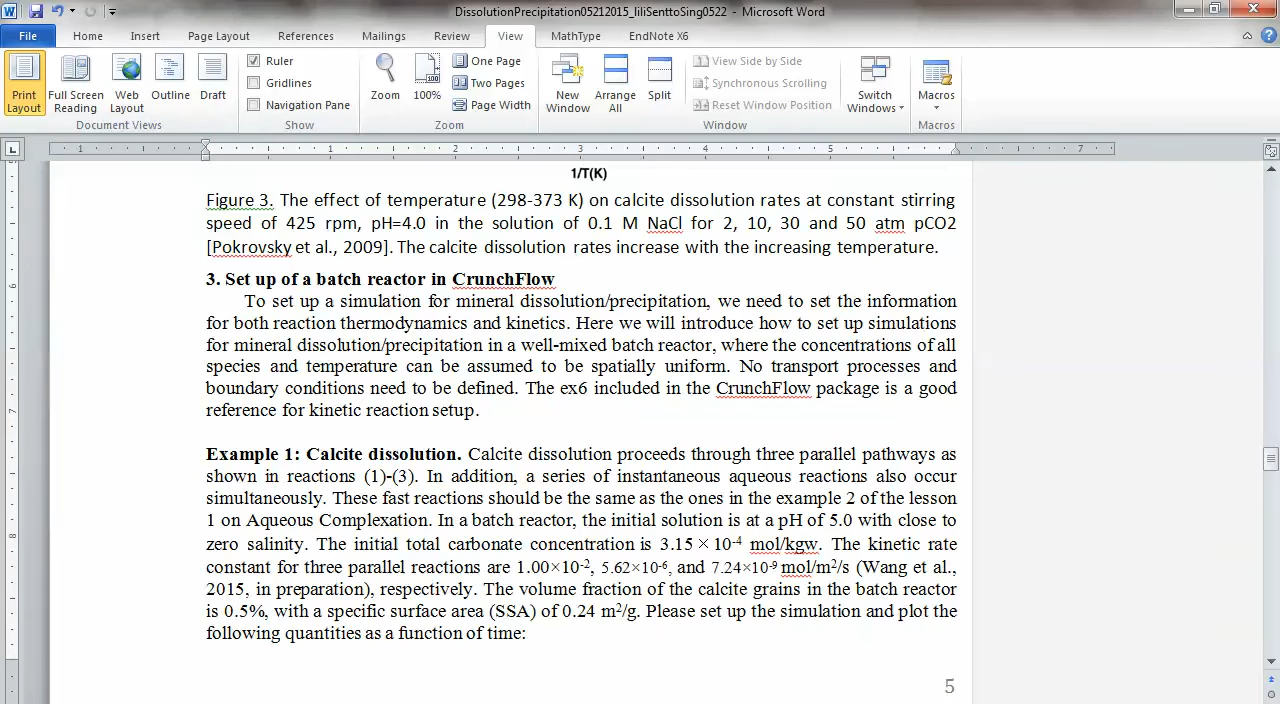 DissolutionPrecipitation05212015_liliSenttoSing0522 - Microsoft Word
File Home Insert Page Layout References Mailings Review View MathType EndNote X6
Print Layout
Full Screen Reading
Web Layout
Outline
Draft
Document Views
Ruler
Gridlines
Navigation Pane
Show
Zoom
100%
One Page
Two Pages
Page Width
Zoom
New Window
Arrange All
Split
View Side by Side
Synchronous Scrolling
Reset Window Position
Switch Windows
Window
Macros
Macros
1 1 2 3 4 5 7
1/T(K)
Figure 3. The effect of temperature (298-373 K) on calcite dissolution rates at constant stirring
speed of 425 rpm, pH=4.0 in the solution of 0.1 M NaCl for 2, 10, 30 and 50 atm pCO2
[Pokrovsky et al., 2009]. The calcite dissolution rates increase with the increasing temperature.
3. Set up of a batch reactor in CrunchFlow
To set up a simulation for mineral dissolution/precipitation, we need to set the information
for both reaction thermodynamics and kinetics. Here we will introduce how to set up simulations
for mineral dissolution/precipitation in a well-mixed batch reactor, where the concentrations of all
species and temperature can be assumed to be spatially uniform. No transport processes and
boundary conditions need to be defined. The ex6 included in the CrunchFlow package is a good
reference for kinetic reaction setup.
Example 1: Calcite dissolution. Calcite dissolution proceeds through three parallel pathways as
shown in reactions (1)-(3). In addition, a series of instantaneous aqueous reactions also occur
simultaneously. These fast reactions should be the same as the ones in the example 2 of the lesson
1 on Aqueous Complexation. In a batch reactor, the initial solution is at a pH of 5.0 with close to
zero salinity. The initial total carbonate concentration is 3.15 × 10⁻⁴ mol/kgw. The kinetic rate
constant for three parallel reactions are 1.00×10⁻², 5.62×10⁻⁶, and 7.24×10⁻⁹ mol/m²/s (Wang et al.,
2015, in preparation), respectively. The volume fraction of the calcite grains in the batch reactor
is 0.5%, with a specific surface area (SSA) of 0.24 m²/g. Please set up the simulation and plot the
following quantities as a function of time:
5